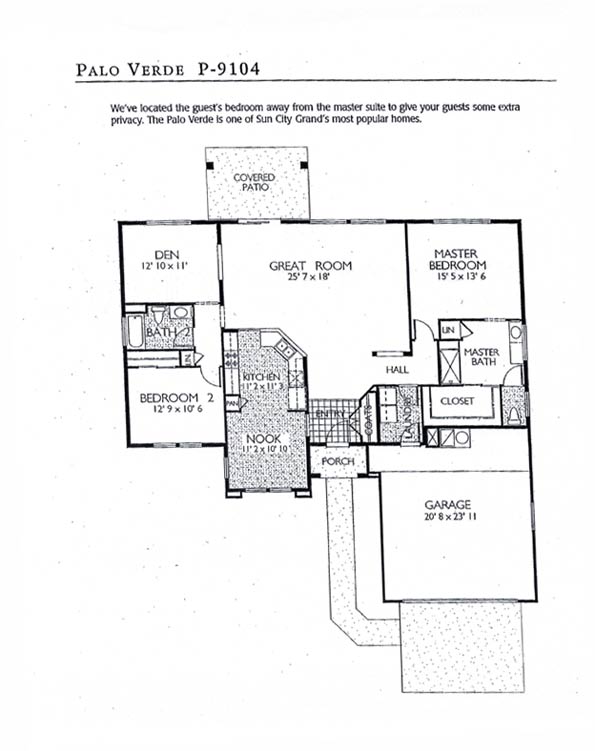 PALO VERDE P-9104
We've located the guest's bedroom away from the master suite to give your guests some extra
privacy. The Palo Verde is one of Sun City Grand's most popular homes.
COVERED
PATIO
DEN
12' 10 x 11'
GREAT ROOM
25' 7 x 18'
MASTER
BEDROOM
15' 5 x 13' 6
BATH 2
LIN
LIN
MASTER
BATH
HALL
KITCHEN
11' 2 x 11' 3
BEDROOM 2
12' 9 x 10' 6
PAN
CLOSET
ENTRY
COATS
LAUNDRY
NOOK
11' 2 x 10' 10
PORCH
GARAGE
20' 8 x 23' 11